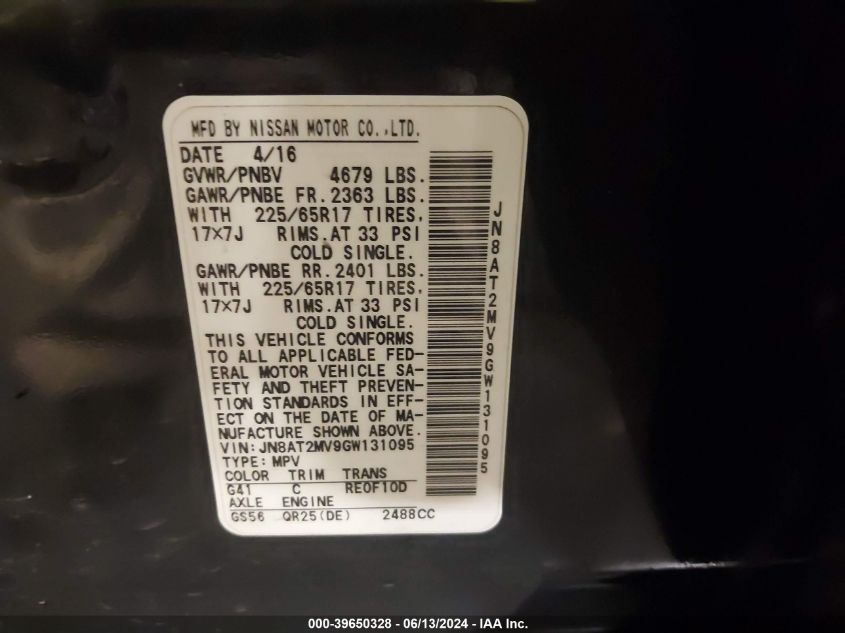 MFD BY NISSAN MOTOR CO.,LTD.
DATE 4/16
GVWR/PNBV 4679 LBS.
GAWR/PNBE FR. 2363 LBS.
WITH 225/65R17 TIRES,
17×7J RIMS.AT 33 PSI
COLD SINGLE.
GAWR/PNBE RR. 2401 LBS.
WITH 225/65R17 TIRES,
17×7J RIMS.AT 33 PSI
COLD SINGLE.
THIS VEHICLE CONFORMS
TO ALL APPLICABLE FED-
ERAL MOTOR VEHICLE SA-
FETY AND THEFT PREVEN-
TION STANDARDS IN EFF-
ECT ON THE DATE OF MA-
NUFACTURE SHOWN ABOVE.
VIN:JN8AT2MV9GW131095
TYPE:MPV
COLOR TRIM TRANS
G41 C RE0F10D
AXLE ENGINE
GS56 QR25(DE) 2488CC
JN8AT2MV9GW131095
000-39650328 - 06/13/2024 - IAA Inc.